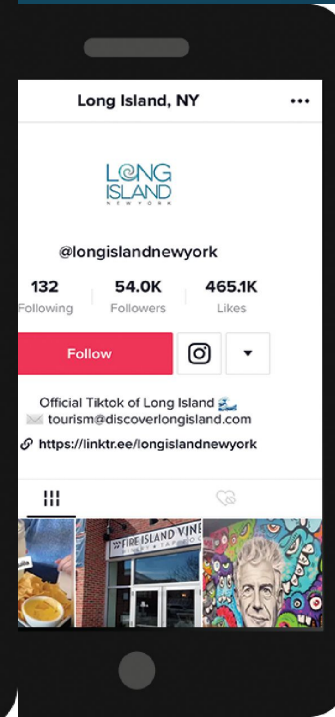 Long Island, NY
LONG
ISLAND
NEW YORK
@longislandnewyork
132 54.0K 465.1K
Following Followers Likes
Follow
Official Tiktok of Long Island 🌊
✉️ tourism@discoverlongisland.com
https://linktr.ee/longislandnewyork
FIRE ISLAND VINE